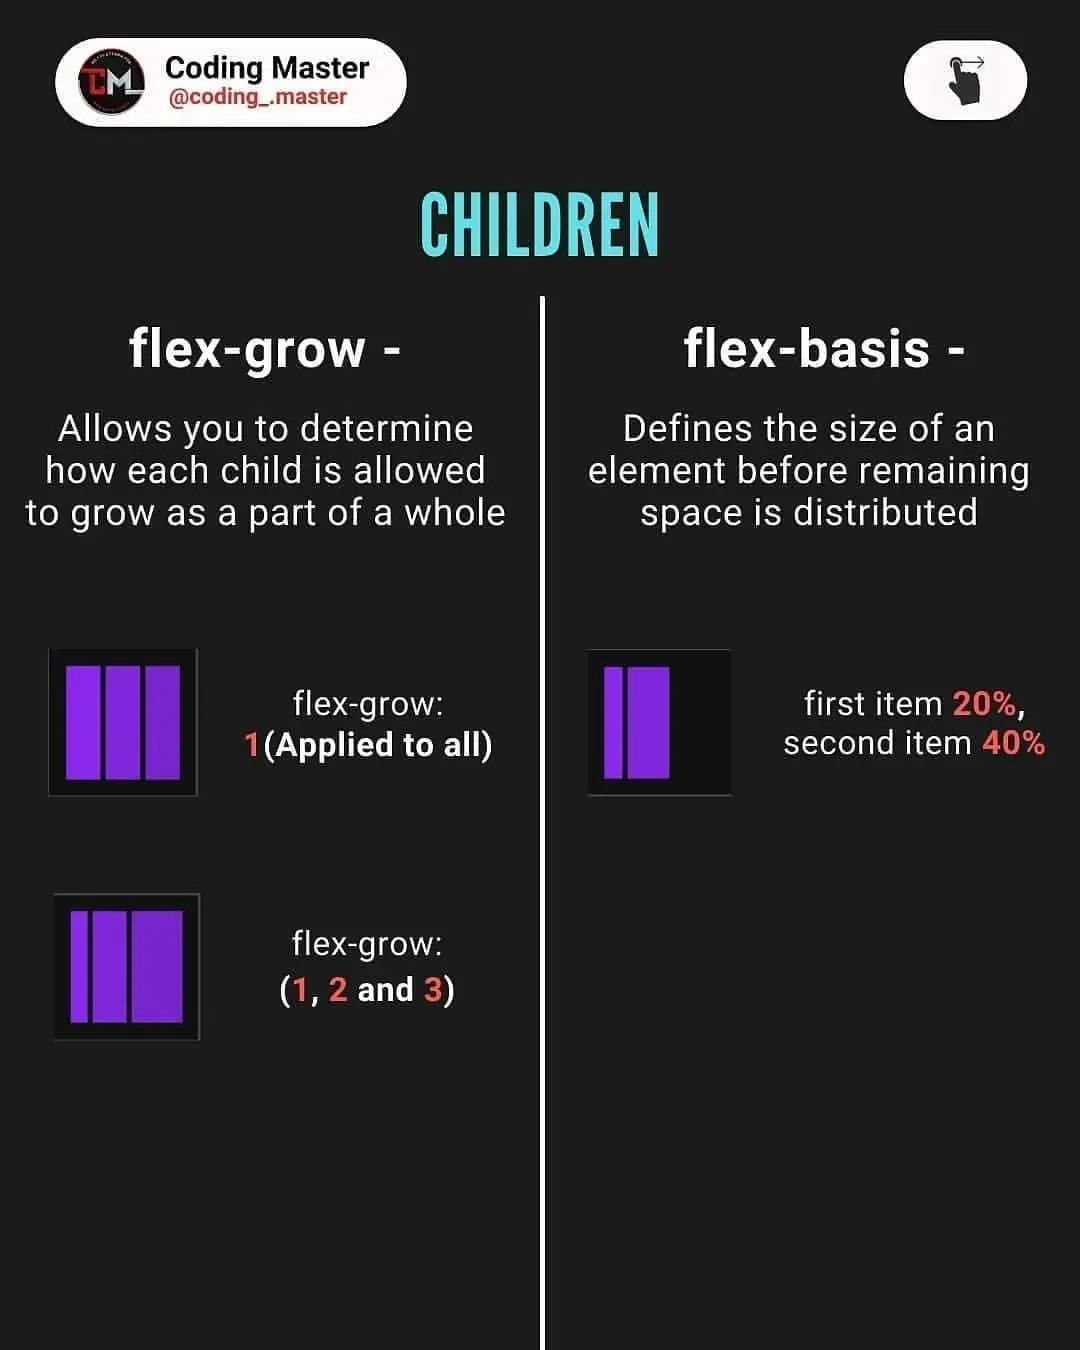 Coding Master
@coding_.master
CHILDREN
flex-grow -
Allows you to determine
how each child is allowed
to grow as a part of a whole
flex-grow:
1(Applied to all)
flex-grow:
(1, 2 and 3)
flex-basis -
Defines the size of an
element before remaining
space is distributed
first item 20%,
second item 40%